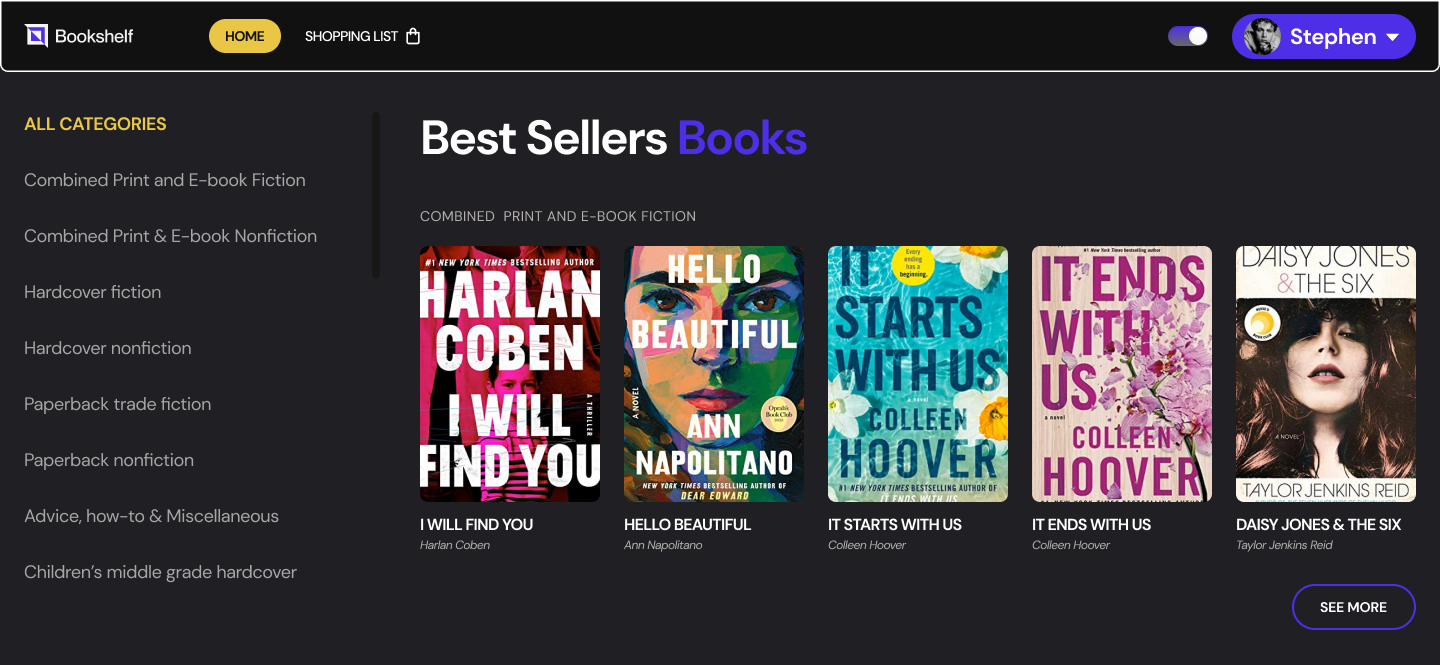 Bookshelf
HOME
SHOPPING LIST
Stephen
ALL CATEGORIES
Combined Print and E-book Fiction
Combined Print & E-book Nonfiction
Hardcover fiction
Hardcover nonfiction
Paperback trade fiction
Paperback nonfiction
Advice, how-to & Miscellaneous
Children’s middle grade hardcover
Best Sellers Books
COMBINED PRINT AND E-BOOK FICTION
#1 NEW YORK TIMES BESTSELLING AUTHOR
HARLAN
COBEN
I WILL
FIND YOU
A THRILLER
I WILL FIND YOU
Harlan Coben
HELLO
BEAUTIFUL
A NOVEL
Oprah's
Book Club
ANN
NAPOLITANO
NEW YORK TIMES BESTSELLING AUTHOR OF
DEAR EDWARD
HELLO BEAUTIFUL
Ann Napolitano
Every
ending
has a
beginning.
IT
STARTS
WITH US
a novel
COLLEEN
HOOVER
#1 NEW YORK TIMES BESTSELLING AUTHOR OF
IT ENDS WITH US
IT STARTS WITH US
Colleen Hoover
#1 New York Times bestselling author
IT ENDS
WITH
US
a novel
COLLEEN
HOOVER
IT ENDS WITH US
Colleen Hoover
DAISY JONES
& THE SIX
A NOVEL
TAYLOR JENKINS REID
DAISY JONES & THE SIX
Taylor Jenkins Reid
SEE MORE